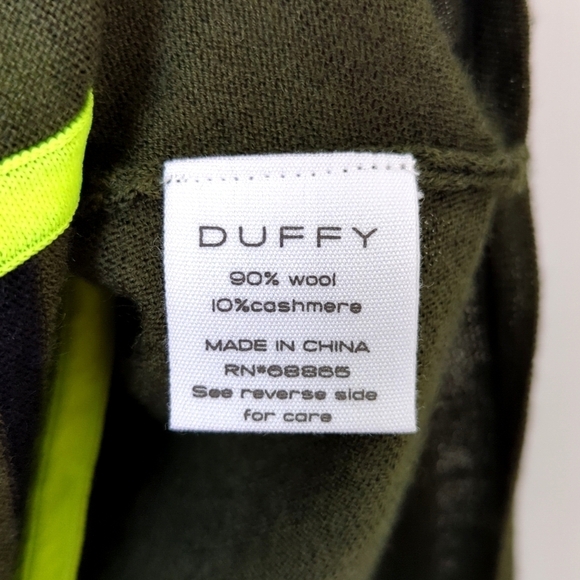 DUFFY
90% wool
10%cashmere
MADE IN CHINA
RN#68865
See reverse side
for care